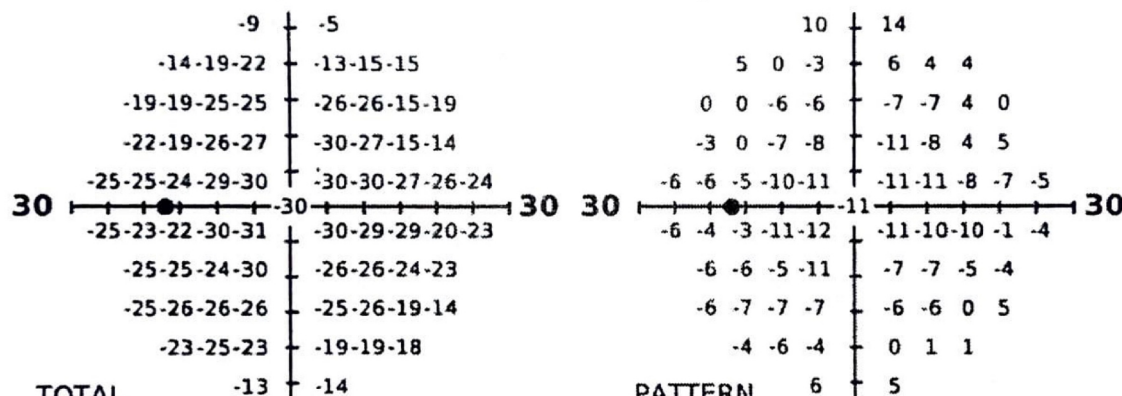 -9 -5 10 14
-14 -19 -22 -13 -15 -15 5 0 -3 6 4 4
-19 -19 -25 -25 -26 -26 -15 -19 0 0 -6 -6 -7 -7 4 0
-22 -19 -26 -27 -30 -27 -15 -14 -3 0 -7 -8 -11 -8 4 5
-25 -25 -24 -29 -30 -30 -30 -27 -26 -24 -6 -6 -5 -10 -11 -11 -11 -8 -7 -5
30 -30 30 30 -11 30
-25 -23 -22 -30 -31 -30 -29 -29 -20 -23 -6 -4 -3 -11 -12 -11 -10 -10 -1 -4
-25 -25 -24 -30 -26 -26 -24 -23 -6 -6 -5 -11 -7 -7 -5 -4
-25 -26 -26 -26 -25 -26 -19 -14 -6 -7 -7 -7 -6 -6 0 5
-23 -25 -23 -19 -19 -18 -4 -6 -4 0 1 1
-13 -14 6 5
TOTAL PATTERN